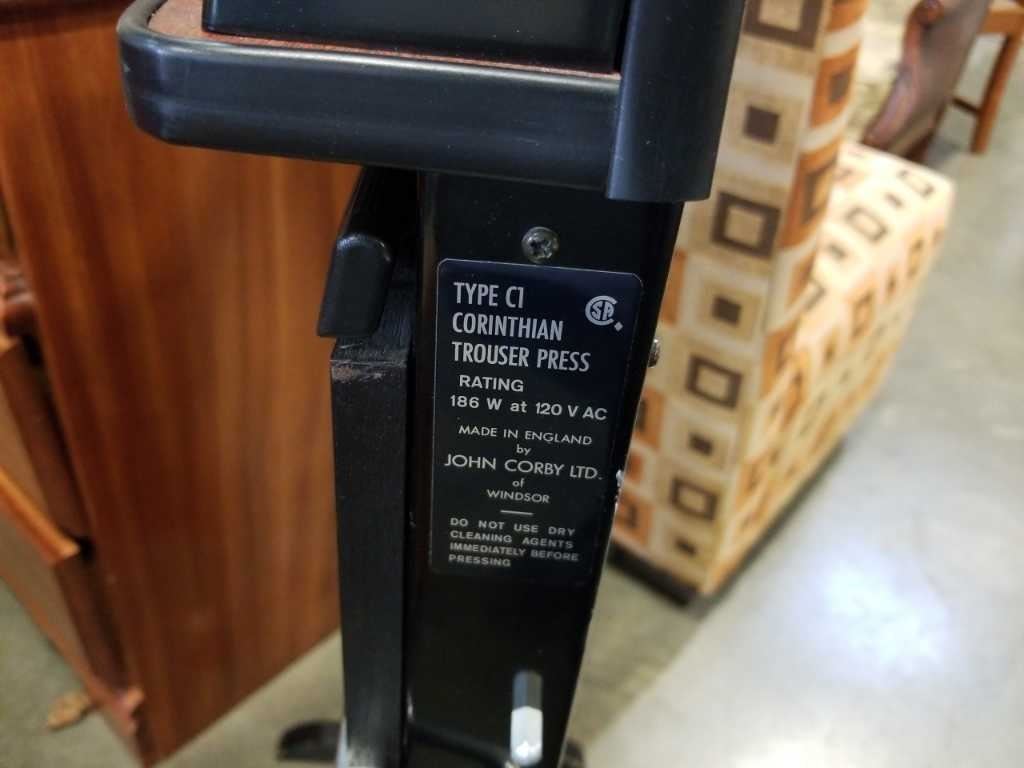 TYPE C1
CORINTHIAN
TROUSER PRESS
SA
RATING
186 W at 120 V AC
MADE IN ENGLAND
by
JOHN CORBY LTD.
of
WINDSOR
DO NOT USE DRY
CLEANING AGENTS
IMMEDIATELY BEFORE
PRESSING